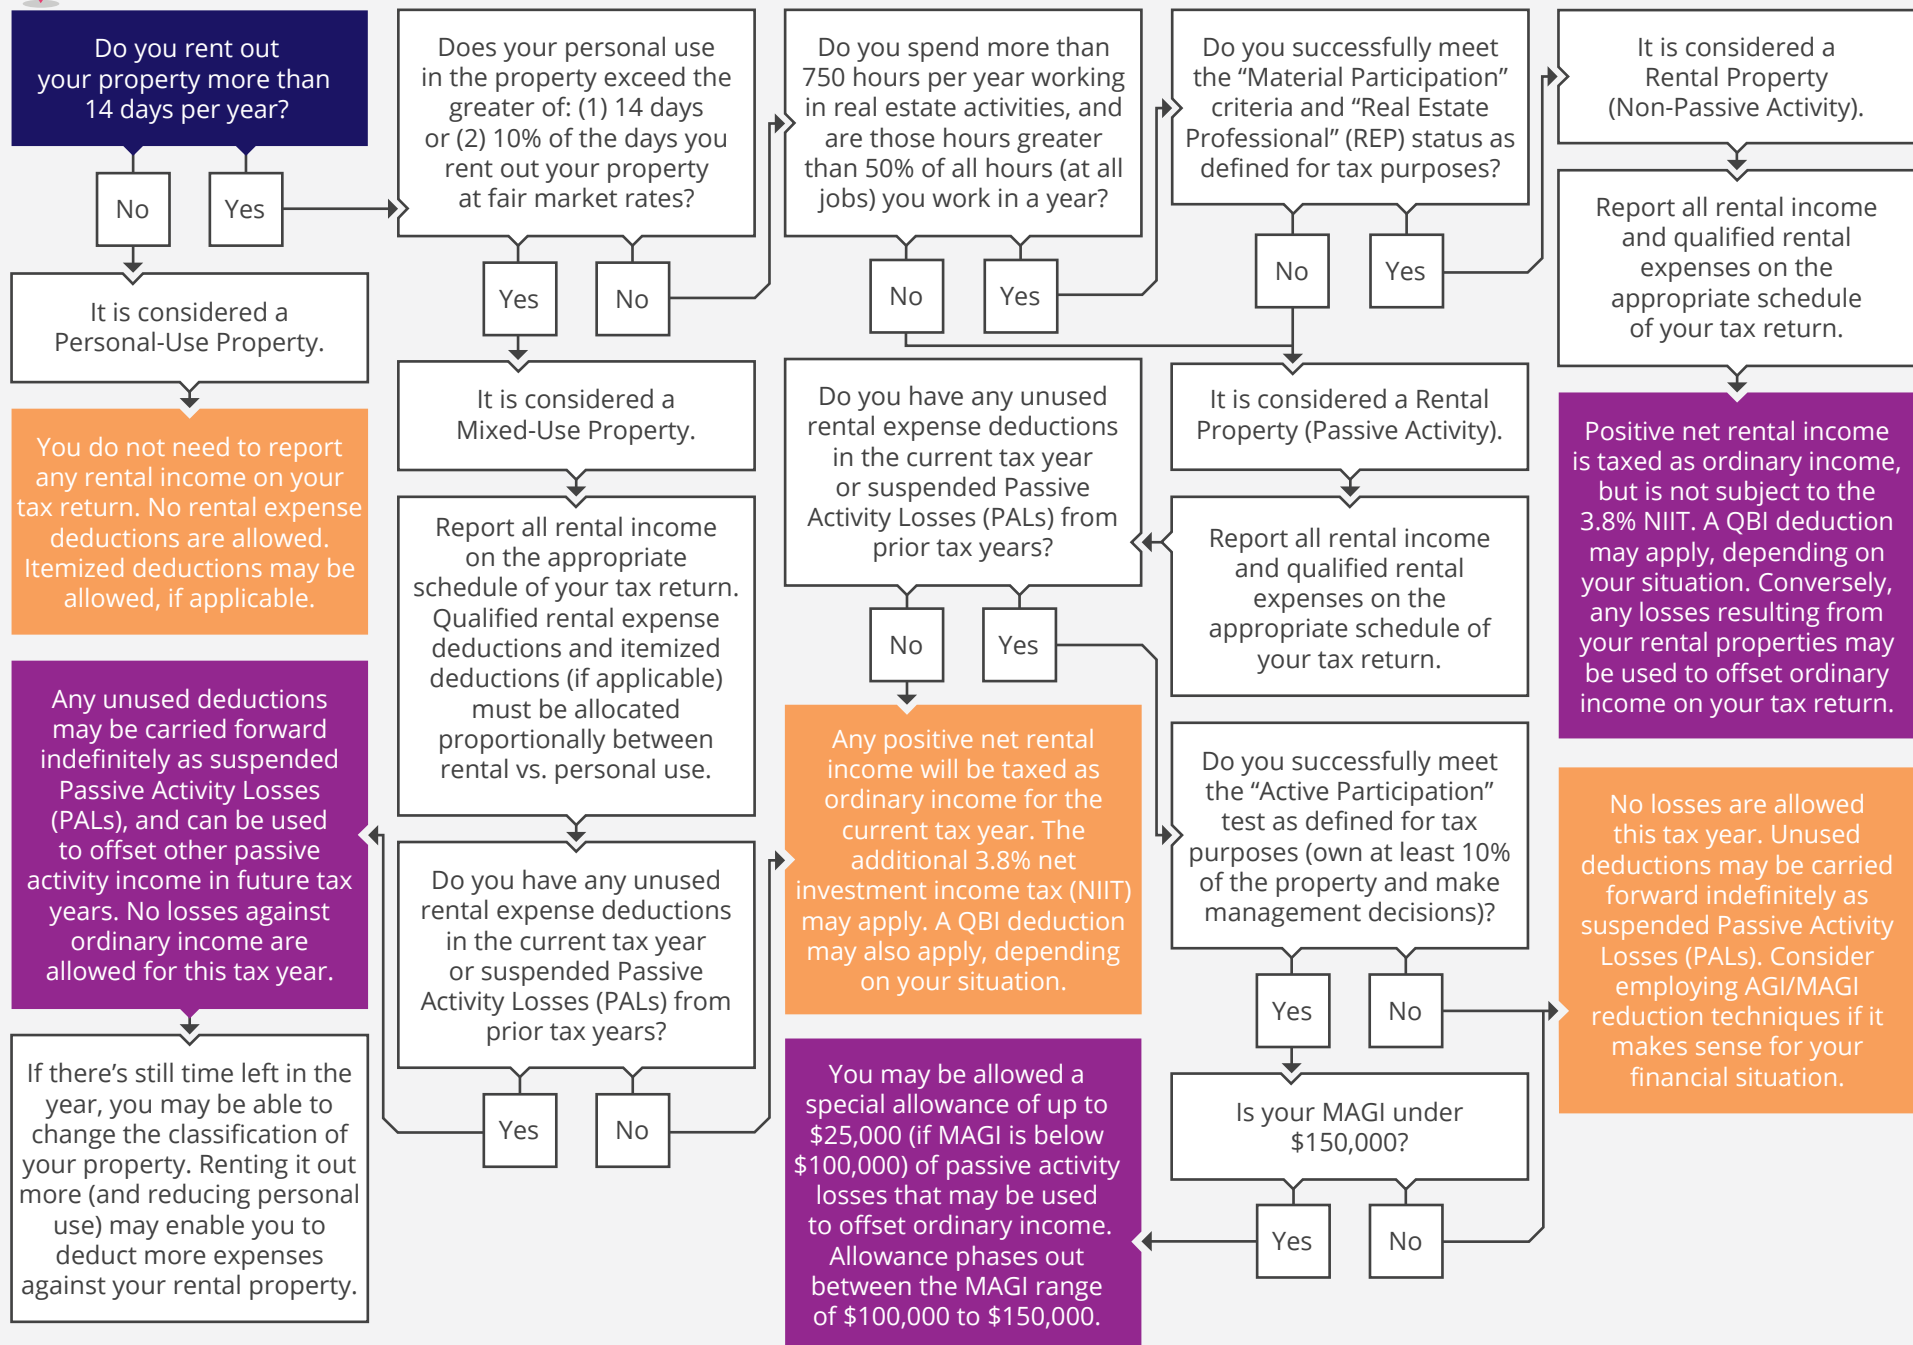 Do you rent out
your property more than
14 days per year?
No
Yes
It is considered a
Personal-Use Property.
You do not need to report
any rental income on your
tax return. No rental expense
deductions are allowed.
Itemized deductions may be
allowed, if applicable.
Does your personal use
in the property exceed the
greater of: (1) 14 days
or (2) 10% of the days you
rent out your property
at fair market rates?
Yes
No
It is considered a
Mixed-Use Property.
Report all rental income
on the appropriate
schedule of your tax return.
Qualified rental expense
deductions and itemized
deductions (if applicable)
must be allocated
proportionally between
rental vs. personal use.
Do you have any unused
rental expense deductions
in the current tax year
or suspended Passive
Activity Losses (PALs) from
prior tax years?
Yes
No
Any unused deductions
may be carried forward
indefinitely as suspended
Passive Activity Losses
(PALs), and can be used
to offset other passive
activity income in future tax
years. No losses against
ordinary income are
allowed for this tax year.
If there’s still time left in the
year, you may be able to
change the classification of
your property. Renting it out
more (and reducing personal
use) may enable you to
deduct more expenses
against your rental property.
Do you spend more than
750 hours per year working
in real estate activities, and
are those hours greater
than 50% of all hours (at all
jobs) you work in a year?
No
Yes
Do you successfully meet
the “Material Participation”
criteria and “Real Estate
Professional” (REP) status as
defined for tax purposes?
No
Yes
It is considered a
Rental Property
(Non-Passive Activity).
Report all rental income
and qualified rental
expenses on the
appropriate schedule
of your tax return.
Positive net rental income
is taxed as ordinary income,
but is not subject to the
3.8% NIIT. A QBI deduction
may apply, depending on
your situation. Conversely,
any losses resulting from
your rental properties may
be used to offset ordinary
income on your tax return.
It is considered a Rental
Property (Passive Activity).
Report all rental income
and qualified rental
expenses on the
appropriate schedule of
your tax return.
Do you have any unused
rental expense deductions
in the current tax year
or suspended Passive
Activity Losses (PALs) from
prior tax years?
No
Yes
Any positive net rental
income will be taxed as
ordinary income for the
current tax year. The
additional 3.8% net
investment income tax (NIIT)
may apply. A QBI deduction
may also apply, depending
on your situation.
Do you successfully meet
the “Active Participation”
test as defined for tax
purposes (own at least 10%
of the property and make
management decisions)?
Yes
No
Is your MAGI under
$150,000?
Yes
No
You may be allowed a
special allowance of up to
$25,000 (if MAGI is below
$100,000) of passive activity
losses that may be used
to offset ordinary income.
Allowance phases out
between the MAGI range
of $100,000 to $150,000.
No losses are allowed
this tax year. Unused
deductions may be carried
forward indefinitely as
suspended Passive Activity
Losses (PALs). Consider
employing AGI/MAGI
reduction techniques if it
makes sense for your
financial situation.